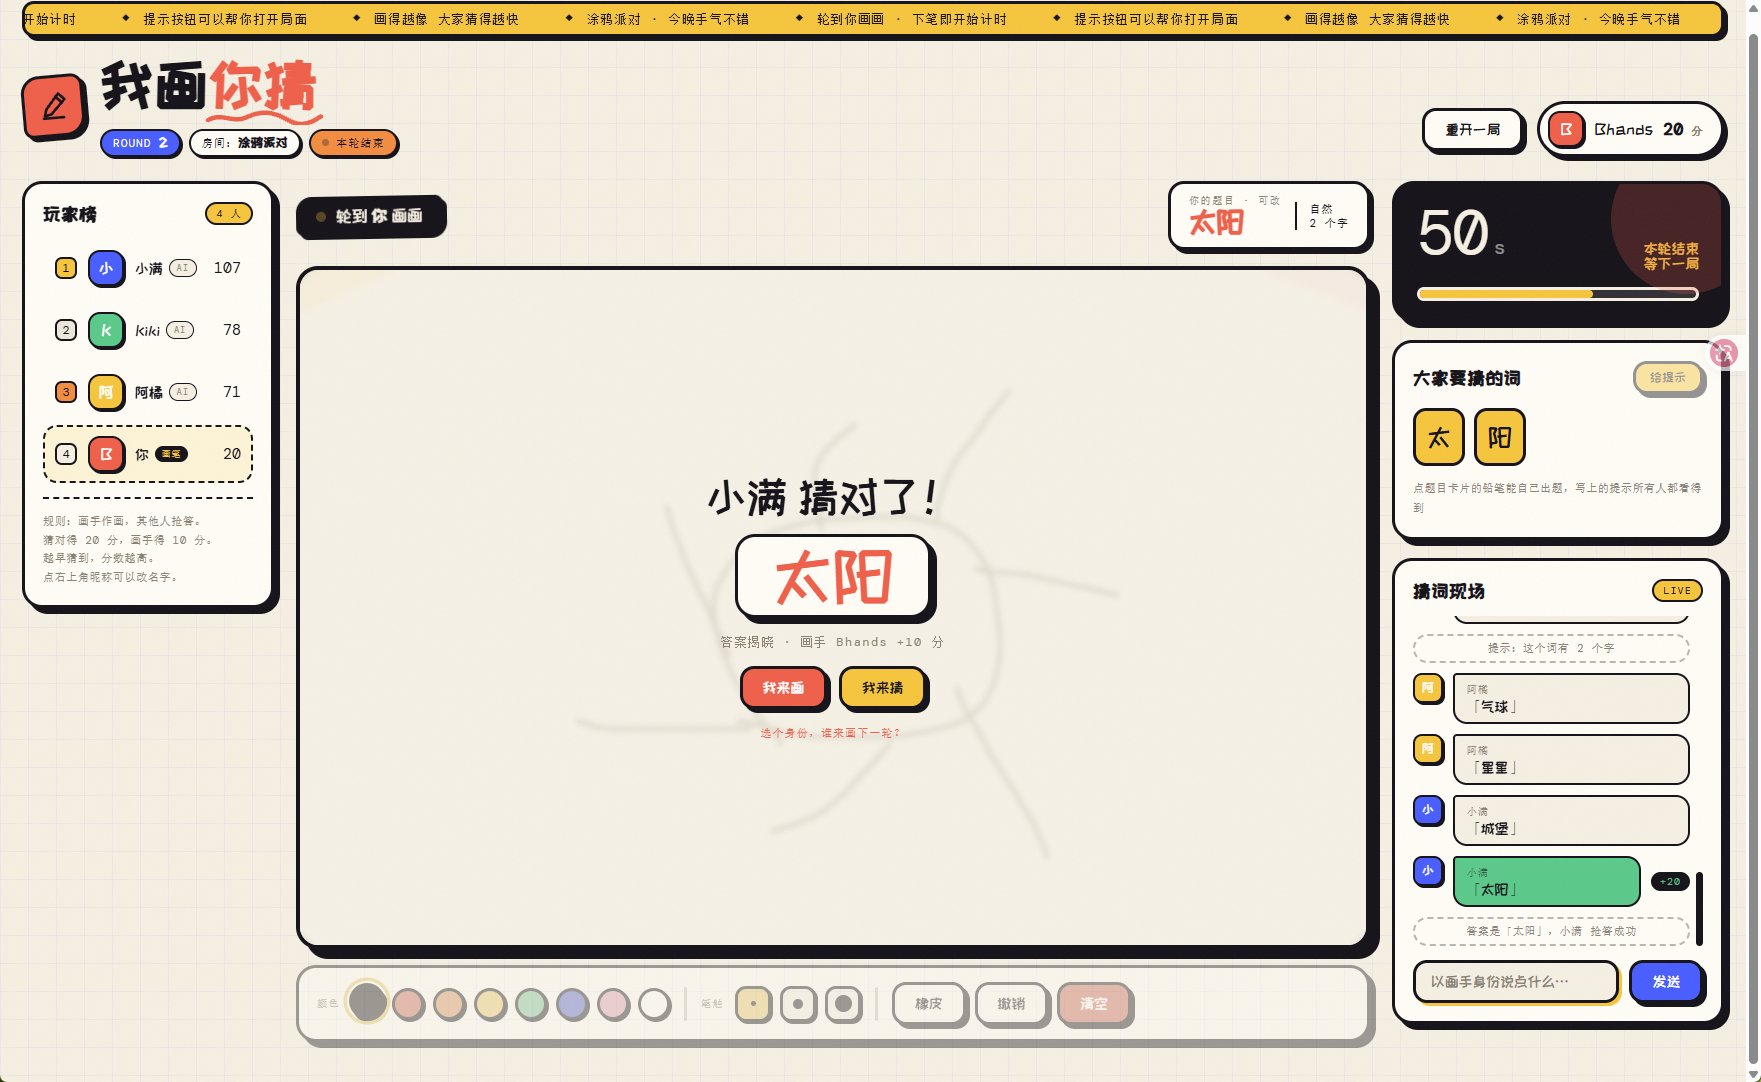 开始计时 ◆ 提示按钮可以帮你打开局面 ◆ 画得越像 大家猜得越快 ◆ 涂鸦派对 · 今晚手气不错 ◆ 轮到你画画 · 下笔即开始计时 ◆ 提示按钮可以帮你打开局面 ◆ 画得越像 大家猜得越快 ◆ 涂鸦派对 · 今晚手气不错
我画你猜
ROUND 2
房间: 涂鸦派对
本轮结束
重开一局
B
Bhands 20 分
玩家榜
4 人
1 小 小满 AI 107
2 K kiki AI 78
3 阿 阿橘 AI 71
4 B 你 画笔 20
规则: 画手作画, 其他人抢答。
猜对得 20 分, 画手得 10 分。
越早猜到, 分数越高。
点右上角昵称可以改名字。
轮到 你 画画
你的题目 · 可改
太阳
自然
2 个字
小满 猜对了!
太阳
答案揭晓 · 画手 Bhands +10 分
我来画
我来猜
选个身份, 谁来画下一轮?
颜色
笔触
橡皮
撤销
清空
50 s
本轮结束
等下一局
大家要猜的词
给提示
太 阳
点题目卡片的铅笔能自己出题, 写上的提示所有人都看得
到
猜词现场
LIVE
提示: 这个词有 2 个字
阿
阿橘
「气球」
阿
阿橘
「星星」
小
小满
「城堡」
小
小满
「太阳」
+20
答案是「太阳」, 小满 抢答成功
以画手身份说点什么…
发送